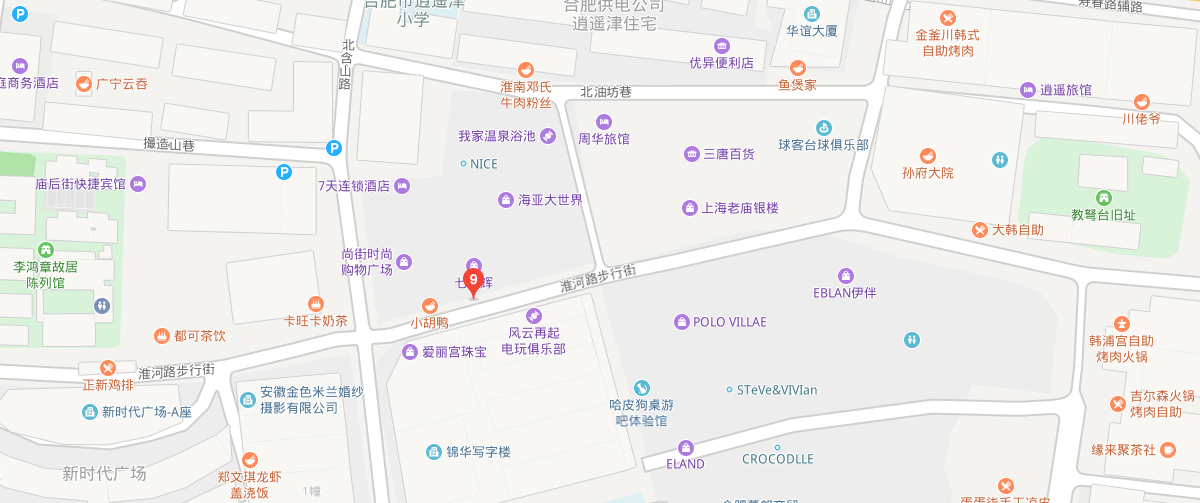 合肥市逍遥津
小学
合肥供电公司
逍遥津住宅
华谊大厦
寿春路辅路
金釜川韩式
自助烤肉
北含山路
优异便利店
庭商务酒店
广宁云吞
淮南邓氏
牛肉粉丝
北油坊巷
鱼煲家
逍遥旅馆
川佬爷
撮造山巷
P
P
P
我家温泉浴池
周华旅馆
球客台球俱乐部
NICE
三唐百货
孙府大院
庙后街快捷宾馆
7天连锁酒店
海亚大世界
上海老庙银楼
教弩台旧址
大韩自助
李鸿章故居
陈列馆
尚街时尚
购物广场
七
辉
9
淮河路步行街
EBLAN伊伴
卡旺卡奶茶
小胡鸭
都可茶饮
风云再起
电玩俱乐部
POLO VILLAE
爱丽宫珠宝
韩浦宫自助
烤肉火锅
淮河路步行街
正新鸡排
安徽金色米兰婚纱
摄影有限公司
新时代广场-A座
哈皮狗桌游
吧体验馆
STeVe&VIVIan
吉尔森火锅
烤肉自助
锦华写字楼
ELAND
CROCODLLE
缘来聚茶社
新时代广场
郑文琪龙虾
盖浇饭
1幢